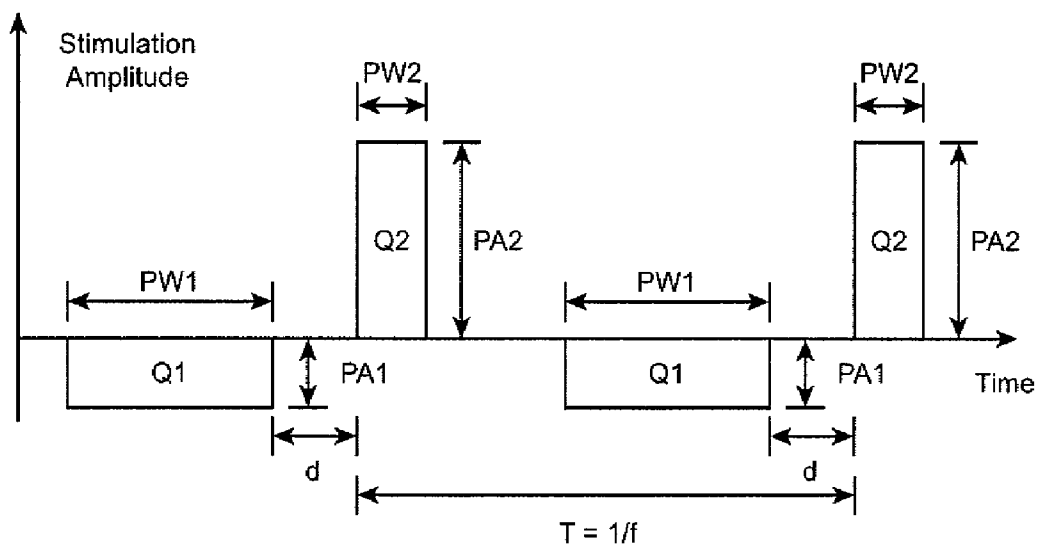 Stimulation
Amplitude
PW2
PW2
Q2
PA2
Q2
PA2
PW1
PW1
Q1
PA1
Q1
PA1
Time
d
d
T = 1/f